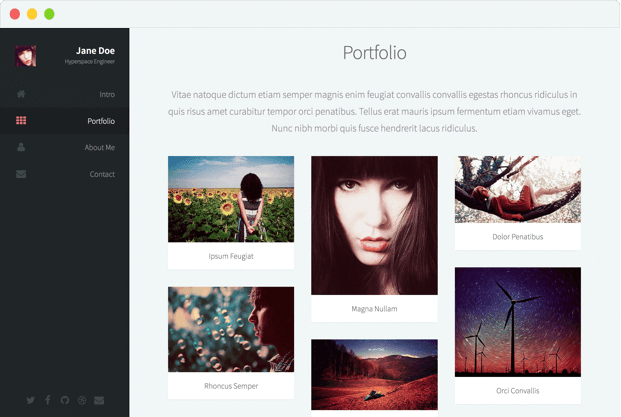 Jane Doe
Hyperspace Engineer
Intro
Portfolio
About Me
Contact
Portfolio
Vitae natoque dictum etiam semper magnis enim feugiat convallis convallis egestas rhoncus ridiculus in
quis risus amet curabitur tempor orci penatibus. Tellus erat mauris ipsum fermentum etiam vivamus eget.
Nunc nibh morbi quis fusce hendrerit lacus ridiculus.
Ipsum Feugiat
Rhoncus Semper
Magna Nullam
Dolor Penatibus
Orci Convallis